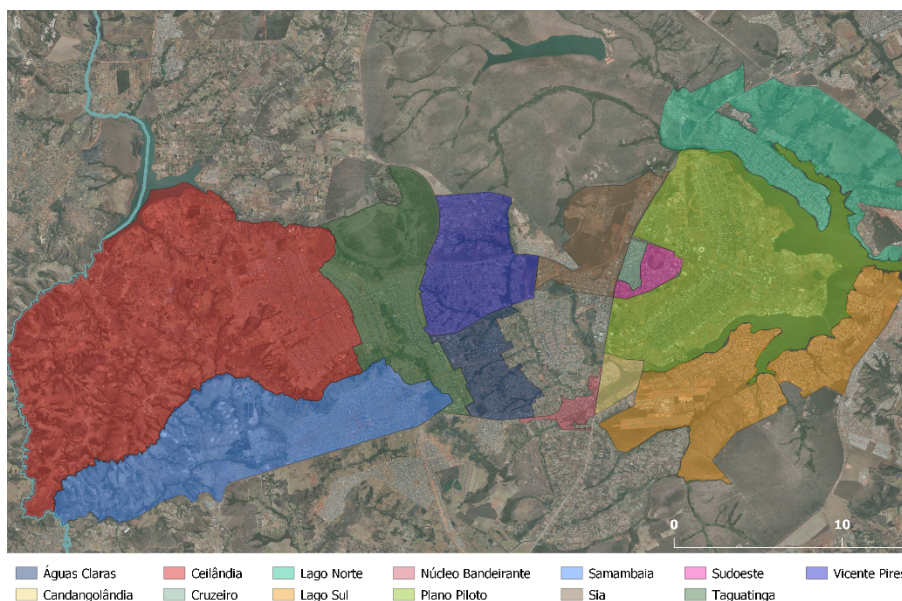 0 10
Águas Claras Ceilândia Lago Norte Núcleo Bandeirante Samambaia Sudoeste Vicente Pires
Candangolândia Cruzeiro Lago Sul Plano Piloto Sia Taguatinga